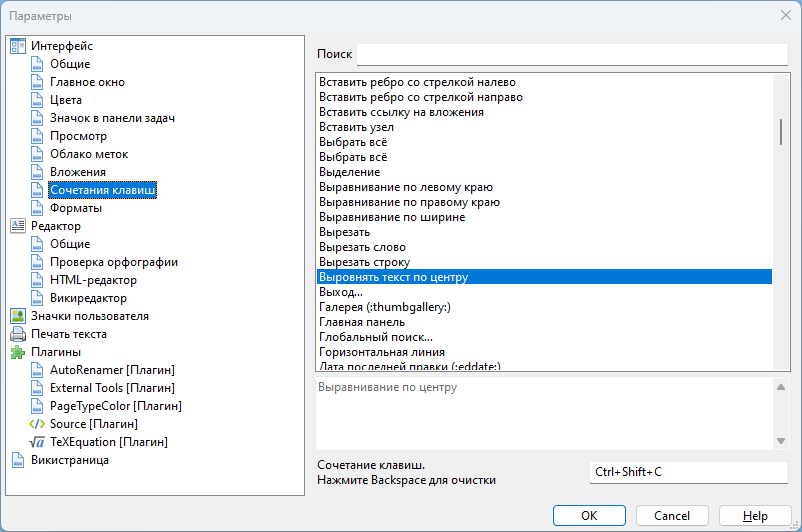 Параметры
Интерфейс
Общие
Главное окно
Цвета
Значок в панели задач
Просмотр
Облако меток
Вложения
Сочетания клавиш
Форматы
Редактор
Общие
Проверка орфографии
HTML-редактор
Викиредактор
Значки пользователя
Печать текста
Плагины
AutoRenamer [Плагин]
External Tools [Плагин]
PageTypeColor [Плагин]
Source [Плагин]
TeXEquation [Плагин]
Викистраница
Поиск
Вставить ребро со стрелкой налево
Вставить ребро со стрелкой направо
Вставить ссылку на вложения
Вставить узел
Выбрать всё
Выбрать всё
Выделение
Выравнивание по левому краю
Выравнивание по правому краю
Выравнивание по ширине
Вырезать
Вырезать слово
Вырезать строку
Выровнять текст по центру
Выход...
Галерея (:thumbgallery:)
Главная панель
Глобальный поиск...
Горизонтальная линия
Дата последней правки (:eddate:)
Выравнивание по центру
Сочетание клавиш.
Нажмите Backspace для очистки
Ctrl+Shift+C
OK
Cancel
Help